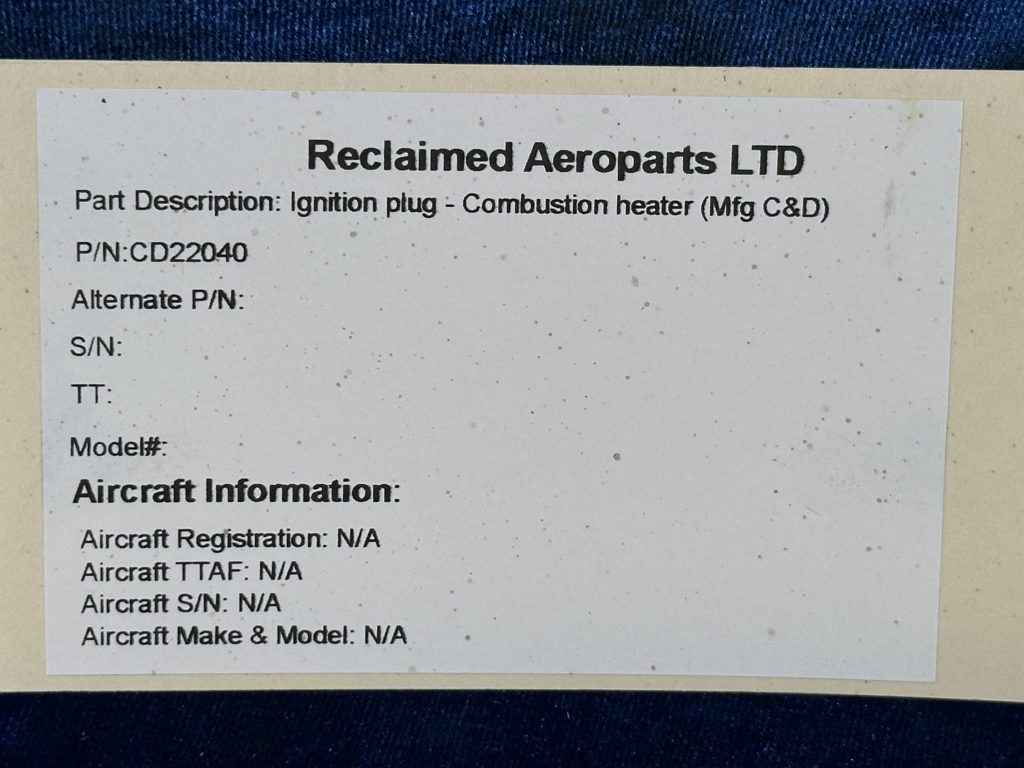 Reclaimed Aeroparts LTD
Part Description: Ignition plug - Combustion heater (Mfg C&D)
P/N:CD22040
Alternate P/N:
S/N:
TT:
Model#:
Aircraft Information:
Aircraft Registration: N/A
Aircraft TTAF: N/A
Aircraft S/N: N/A
Aircraft Make & Model: N/A